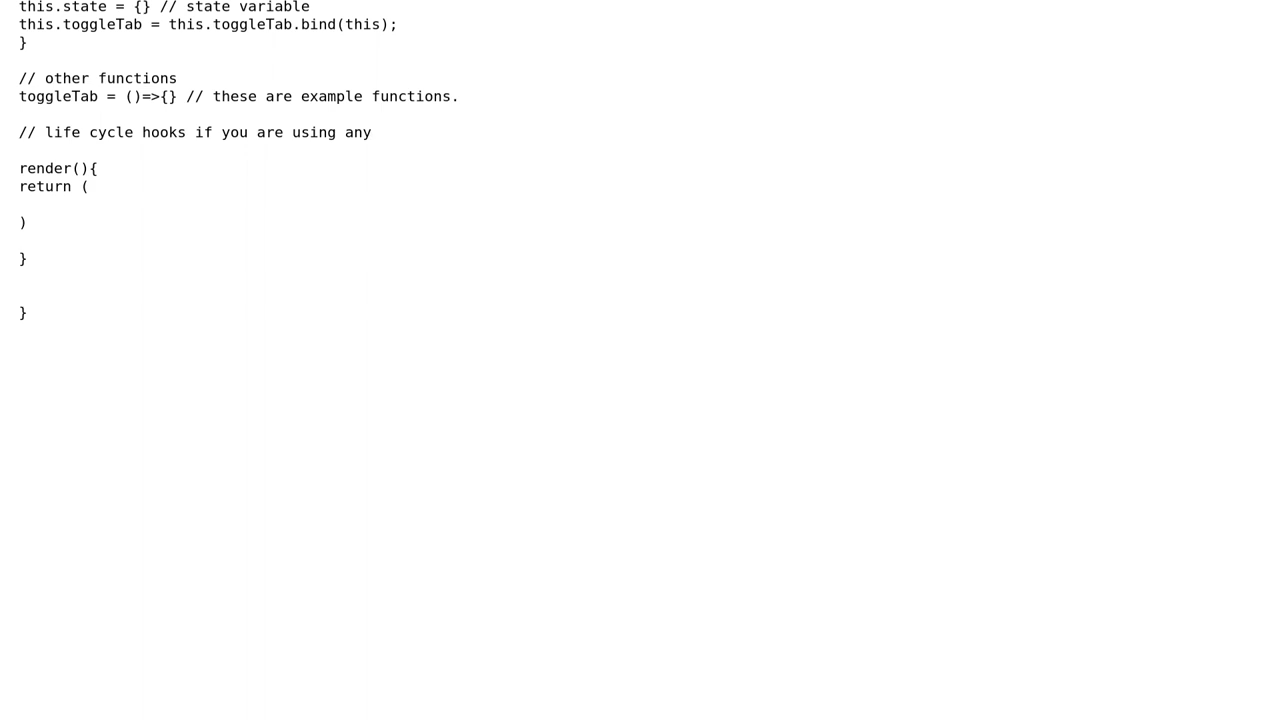 this.state = {} // state variable
this.toggleTab = this.toggleTab.bind(this);
}
// other functions
toggleTab = ()=>{} // these are example functions.
// life cycle hooks if you are using any
render(){
return (
)
}
}